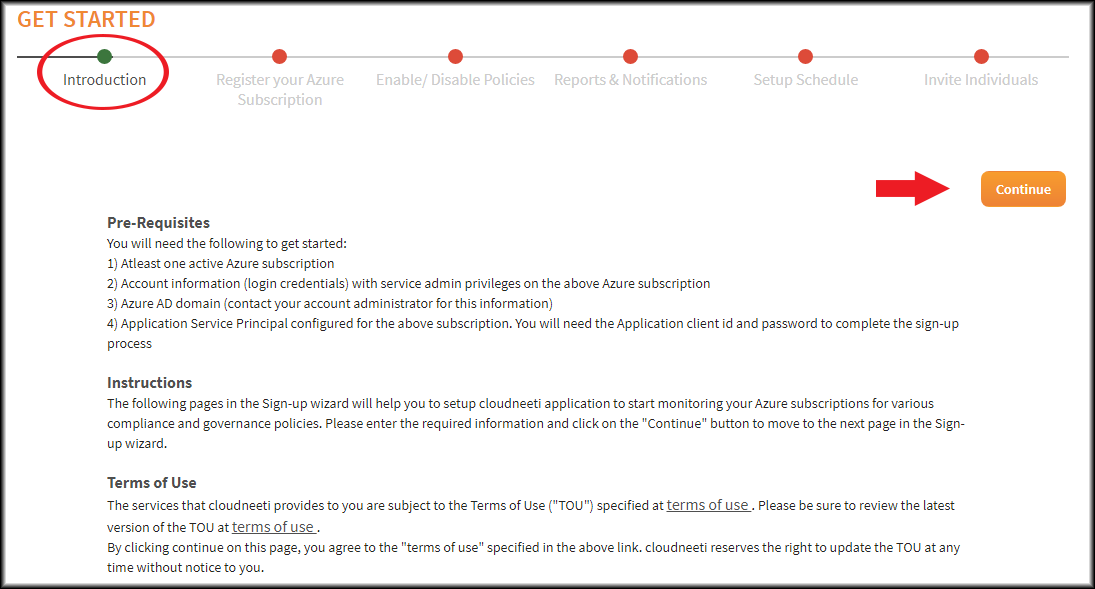 GET STARTED
Introduction
Register your Azure
Subscription
Enable/ Disable Policies
Reports & Notifications
Setup Schedule
Invite Individuals
Continue
Pre-Requisites
You will need the following to get started:
1) Atleast one active Azure subscription
2) Account information (login credentials) with service admin privileges on the above Azure subscription
3) Azure AD domain (contact your account administrator for this information)
4) Application Service Principal configured for the above subscription. You will need the Application client id and password to complete the sign-up
process
Instructions
The following pages in the Sign-up wizard will help you to setup cloudneeti application to start monitoring your Azure subscriptions for various
compliance and governance policies. Please enter the required information and click on the "Continue" button to move to the next page in the Sign-
up wizard.
Terms of Use
The services that cloudneeti provides to you are subject to the Terms of Use ("TOU") specified at terms of use . Please be sure to review the latest
version of the TOU at terms of use .
By clicking continue on this page, you agree to the "terms of use" specified in the above link. cloudneeti reserves the right to update the TOU at any
time without notice to you.